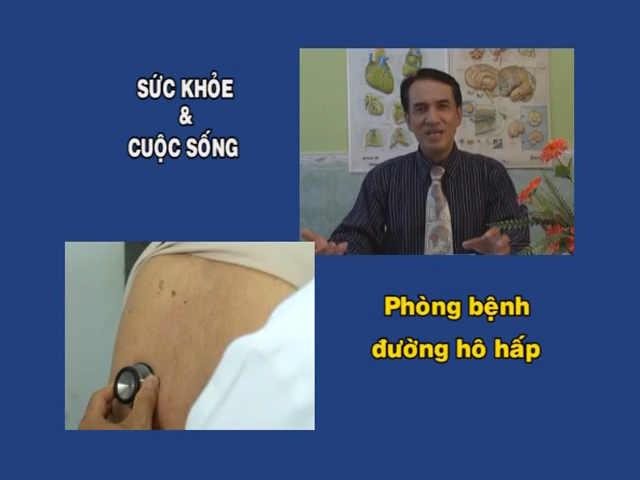 SỨC KHỎE
&
CUỘC SỐNG
Phòng bệnh
đường hô hấp